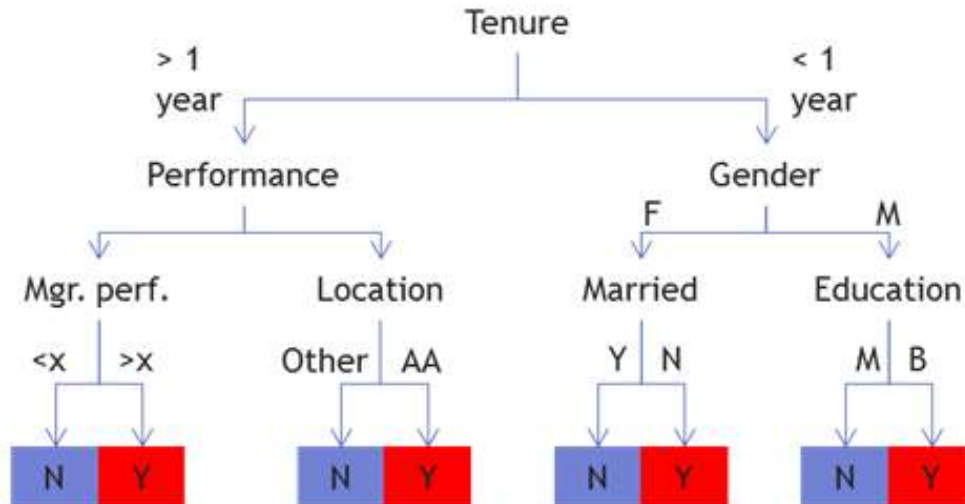 Tenure
> 1 year
< 1 year
Performance
Gender
F
M
Mgr. perf.
Location
Married
Education
<x
>x
Other
AA
Y
N
M
B
N
Y
N
Y
N
Y
N
Y